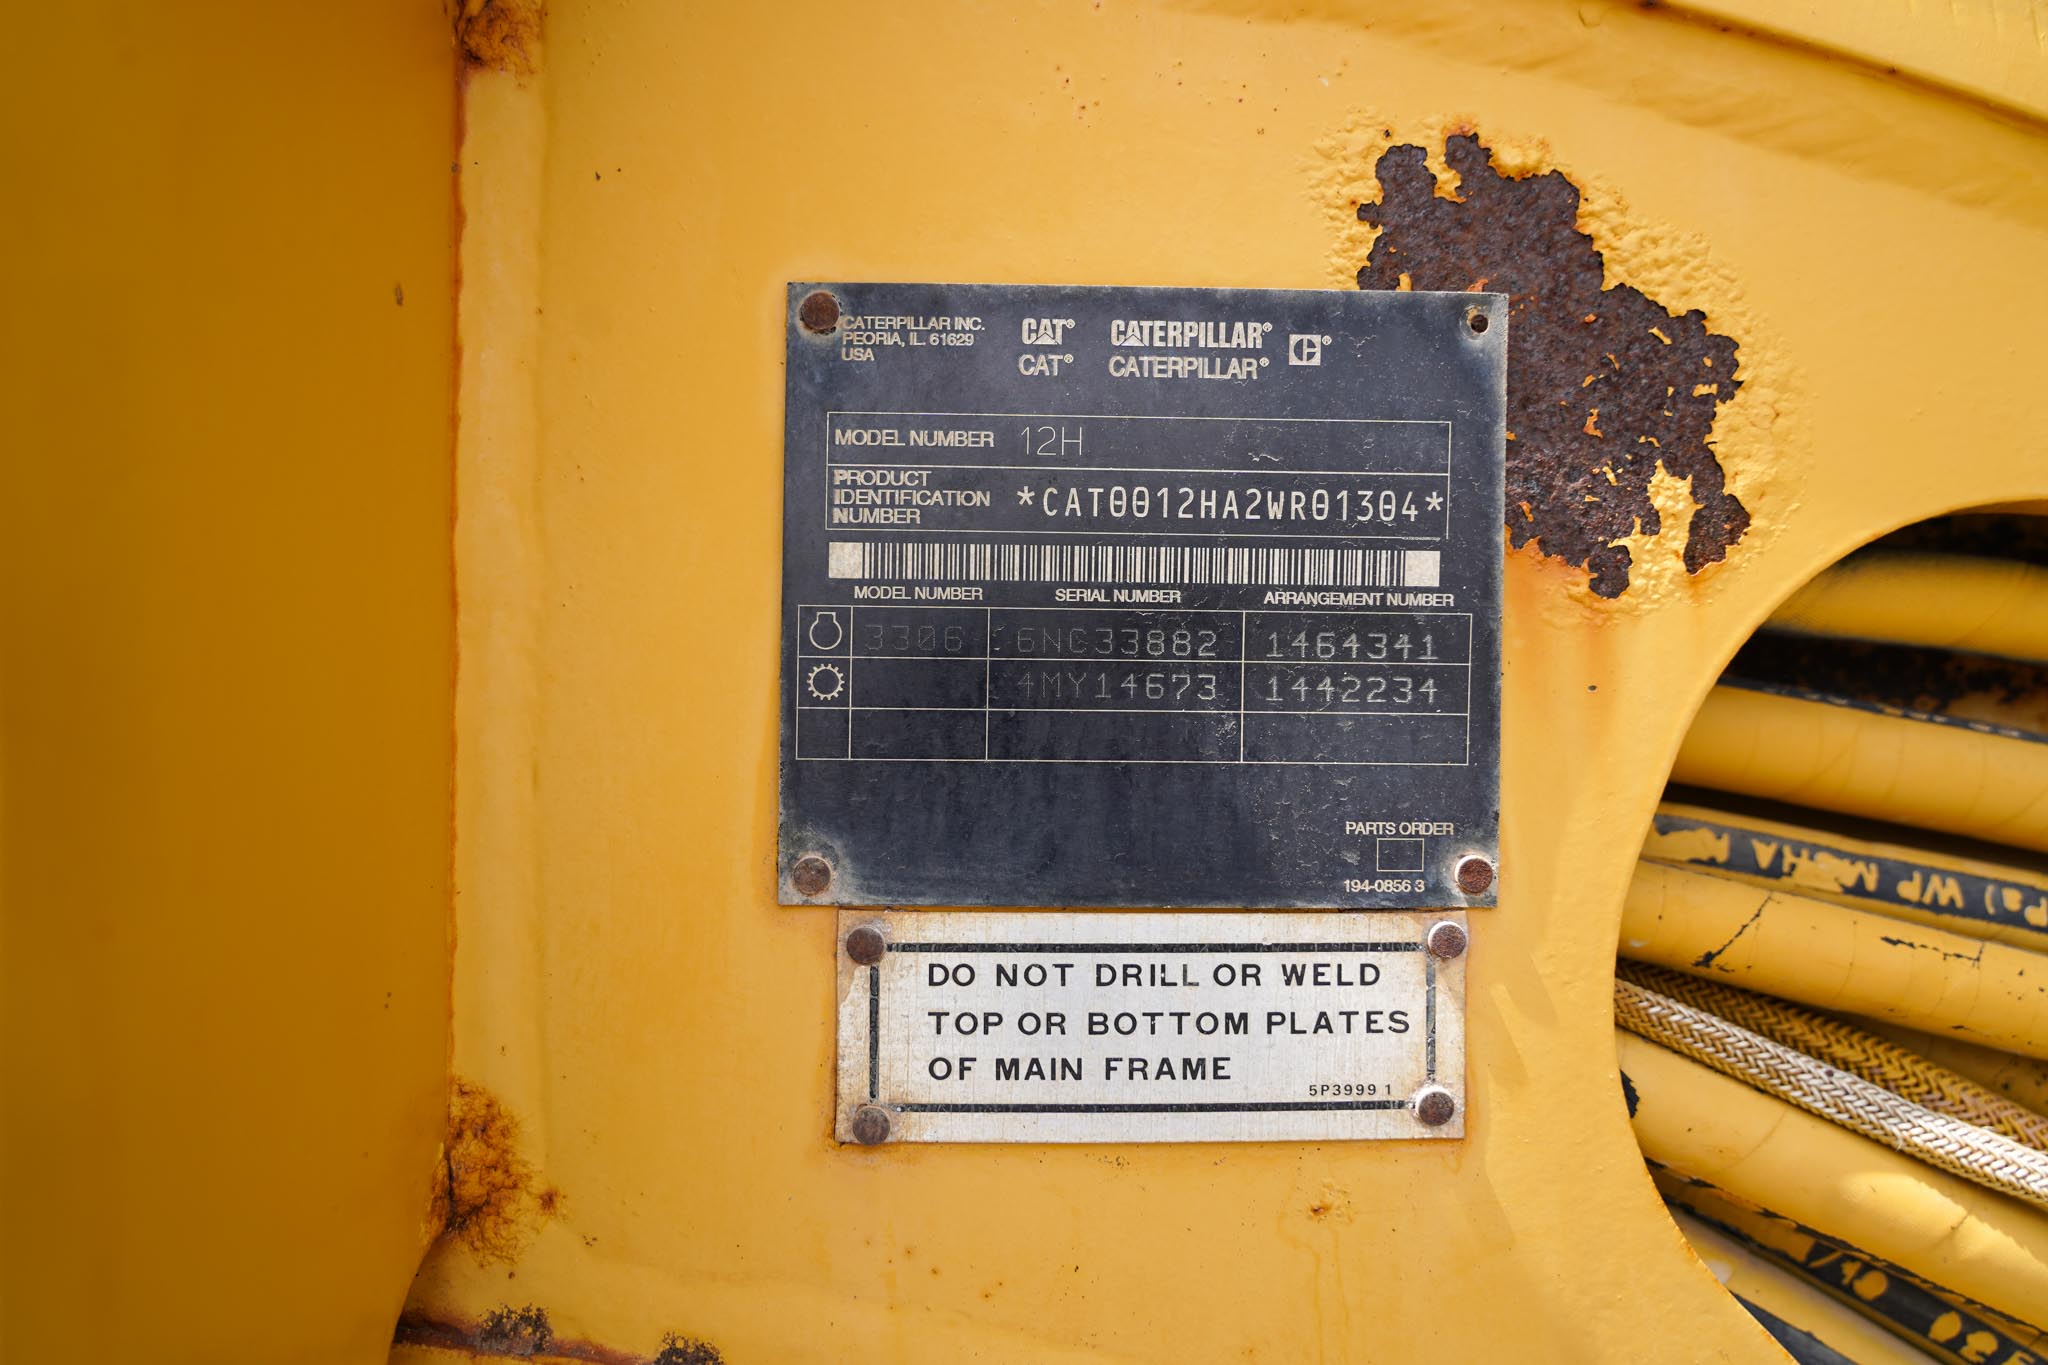 CATERPILLAR INC.
PEORIA, IL. 61629
USA
CAT® CATERPILLAR®
CAT® CATERPILLAR®
MODEL NUMBER 12H
PRODUCT
IDENTIFICATION
NUMBER
*CAT0012HA2WR01304*
MODEL NUMBER SERIAL NUMBER ARRANGEMENT NUMBER
3306 6NC33882 1464341
4MY14673 1442234
PARTS ORDER
194-0856 3
DO NOT DRILL OR WELD
TOP OR BOTTOM PLATES
OF MAIN FRAME
5P3999 1
WP